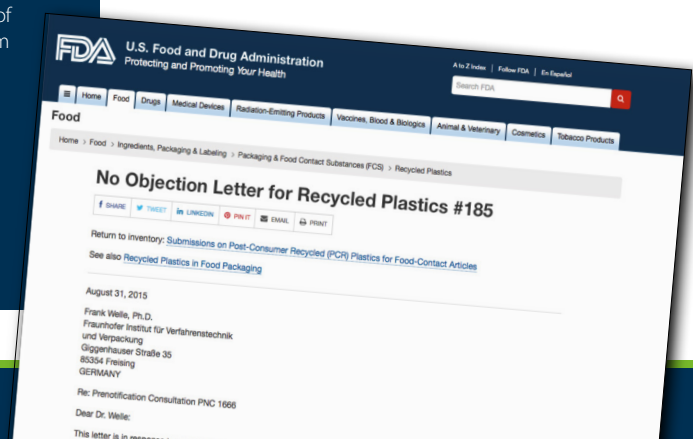 of
FDA U.S. Food and Drug Administration
Protecting and Promoting Your Health
A to Z Index | Follow FDA | En Español
Search FDA
Home Food Drugs Medical Devices Radiation-Emitting Products Vaccines, Blood & Biologics Animal & Veterinary Cosmetics Tobacco Products
Food
Home > Food > Ingredients, Packaging & Labeling > Packaging & Food Contact Substances (FCS) > Recycled Plastics
No Objection Letter for Recycled Plastics #185
f SHARE TWEET in LINKEDIN PIN IT EMAIL PRINT
Return to inventory: Submissions on Post-Consumer Recycled (PCR) Plastics for Food-Contact Articles
See also Recycled Plastics in Food Packaging
August 31, 2015
Frank Welle, Ph.D.
Fraunhofer Institut für Verfahrenstechnik
und Verpackung
Giggenhauser Straße 35
85354 Freising
GERMANY
Re: Prenotification Consultation PNC 1666
Dear Dr. Welle:
This letter is in